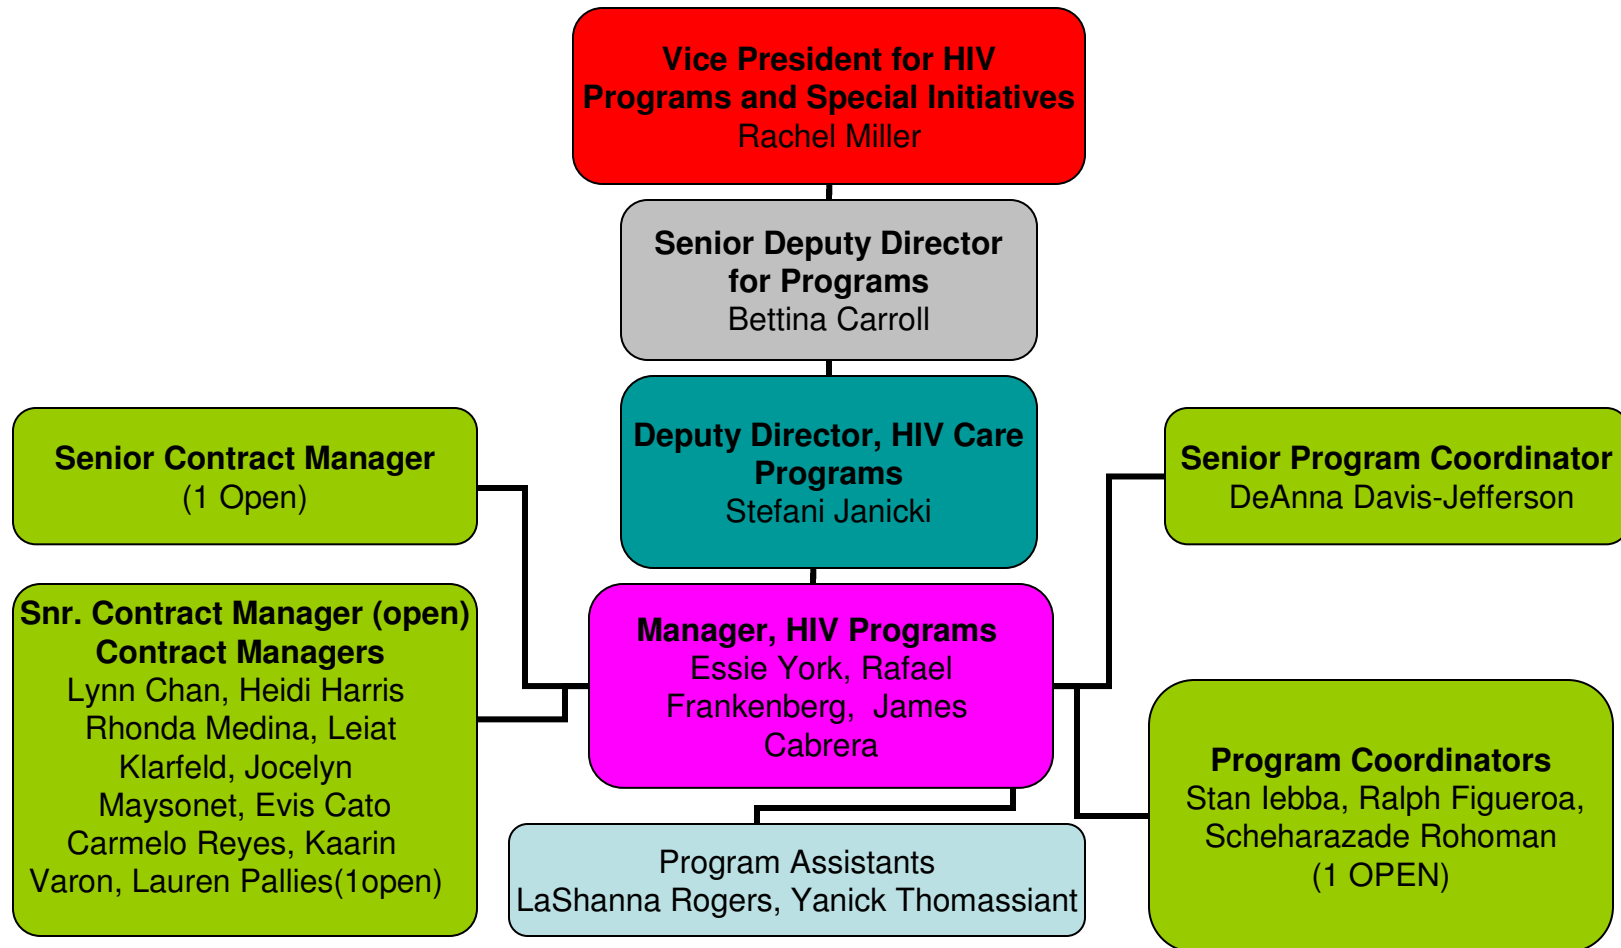 Vice President for HIV
Programs and Special Initiatives
Rachel Miller
Senior Deputy Director
for Programs
Bettina Carroll
Deputy Director, HIV Care
Programs
Stefani Janicki
Senior Contract Manager
(1 Open)
Senior Program Coordinator
DeAnna Davis-Jefferson
Snr. Contract Manager (open)
Contract Managers
Lynn Chan, Heidi Harris
Rhonda Medina, Leiat
Klarfeld, Jocelyn
Maysonet, Evis Cato
Carmelo Reyes, Kaarin
Varon, Lauren Pallies(1open)
Manager, HIV Programs
Essie York, Rafael
Frankenberg, James
Cabrera
Program Coordinators
Stan Iebba, Ralph Figueroa,
Scheharazade Rohoman
(1 OPEN)
Program Assistants
LaShanna Rogers, Yanick Thomassiant